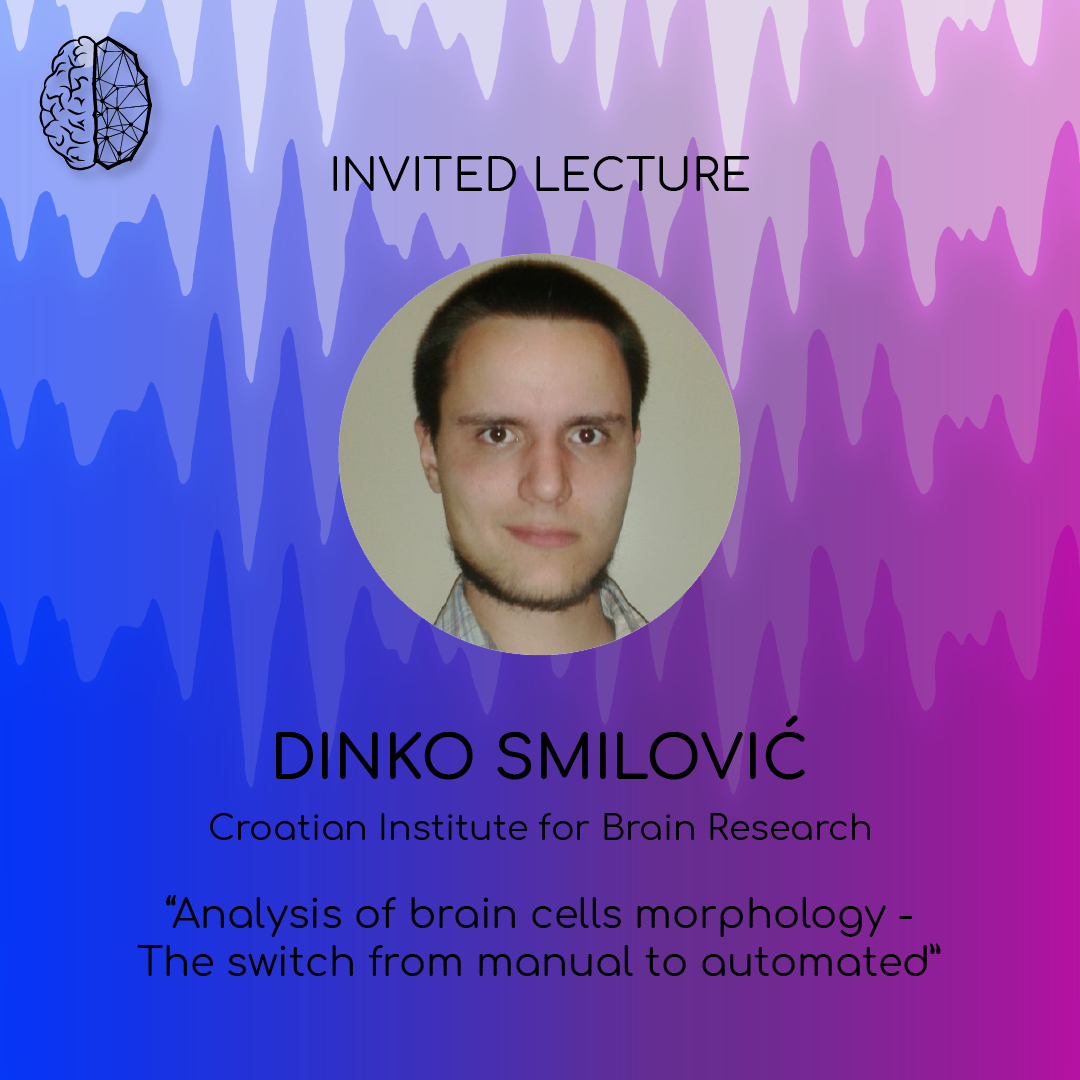 INVITED LECTURE
DINKO SMILOVIĆ
Croatian Institute for Brain Research
“Analysis of brain cells morphology -
The switch from manual to automated”